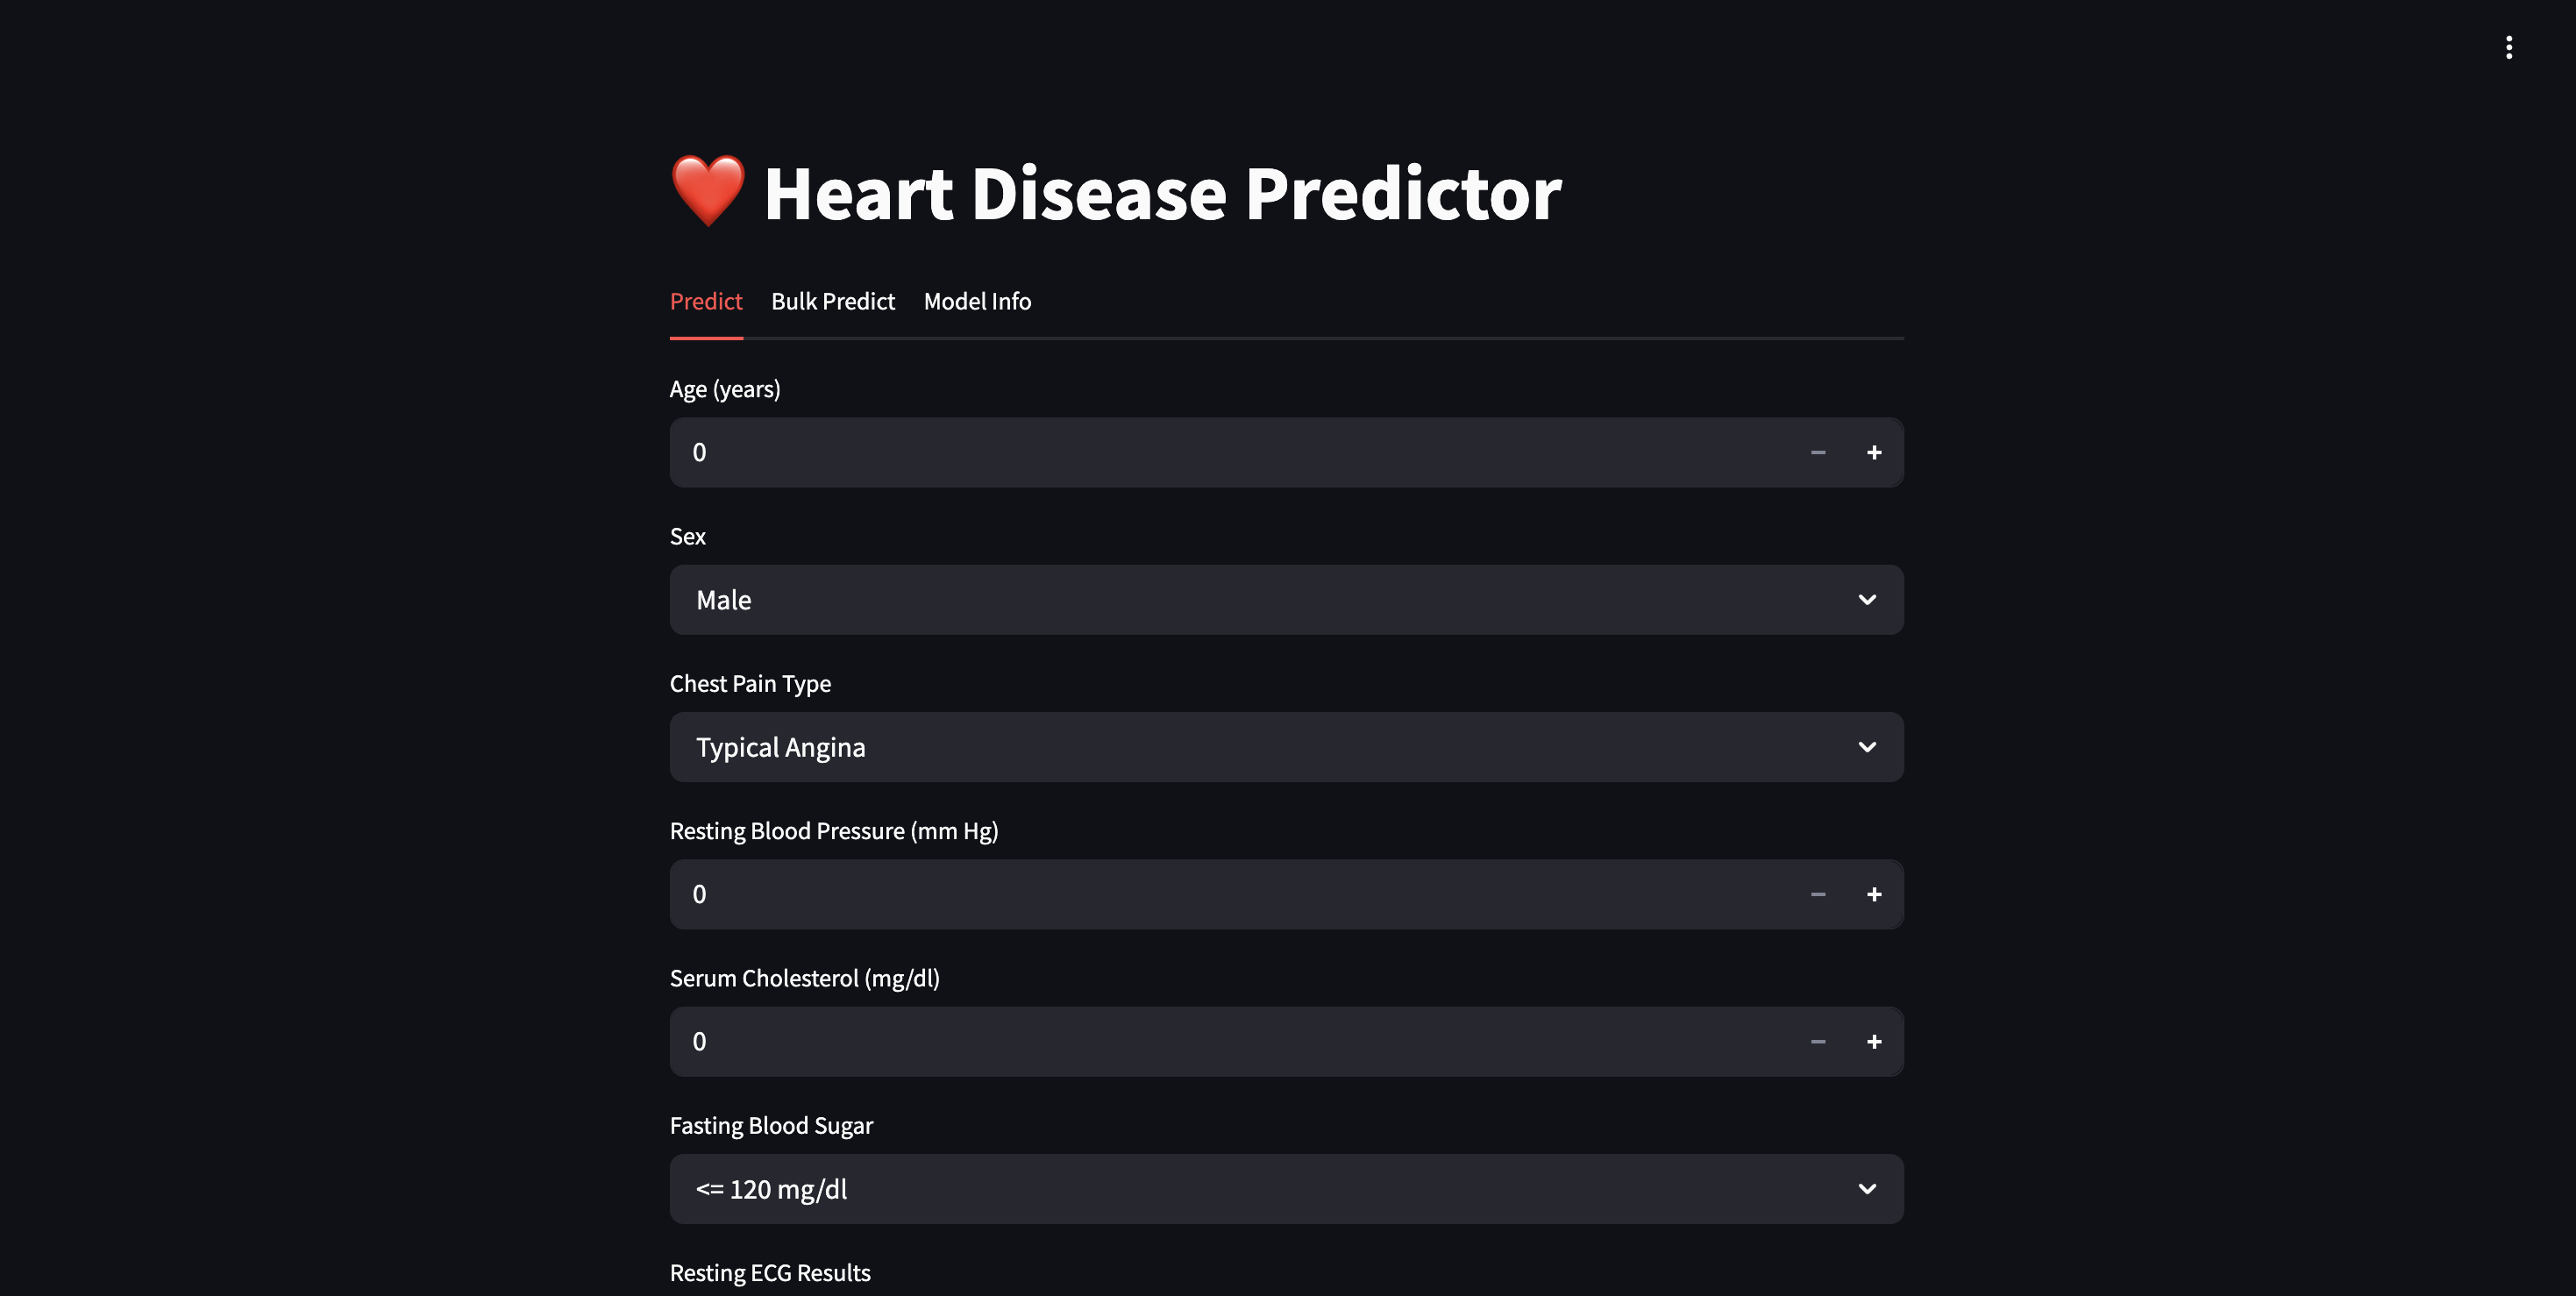 ❤️ Heart Disease Predictor
Predict Bulk Predict Model Info
Age (years)
0
Sex
Male
Chest Pain Type
Typical Angina
Resting Blood Pressure (mm Hg)
0
Serum Cholesterol (mg/dl)
0
Fasting Blood Sugar
<= 120 mg/dl
Resting ECG Results